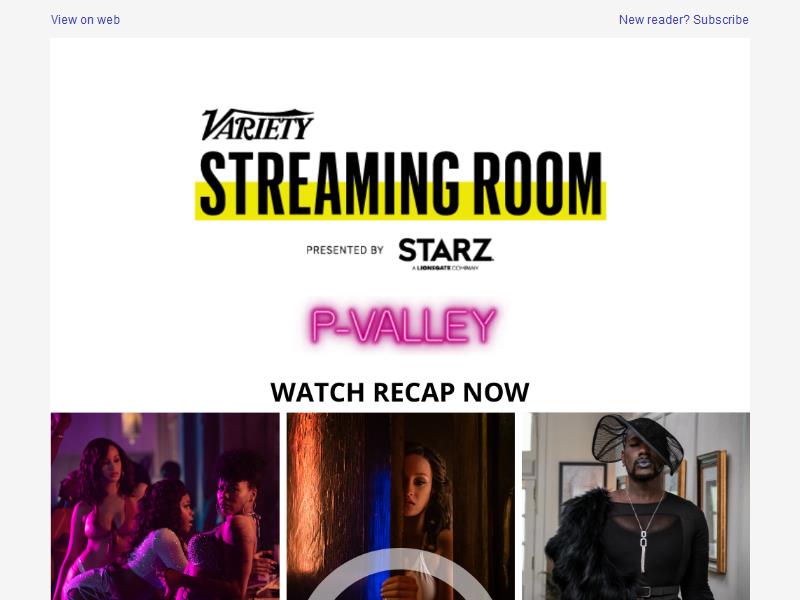 View on web
New reader? Subscribe
VARIETY
STREAMING ROOM
PRESENTED BY STARZ
A LIONSGATE COMPANY
P-VALLEY
WATCH RECAP NOW